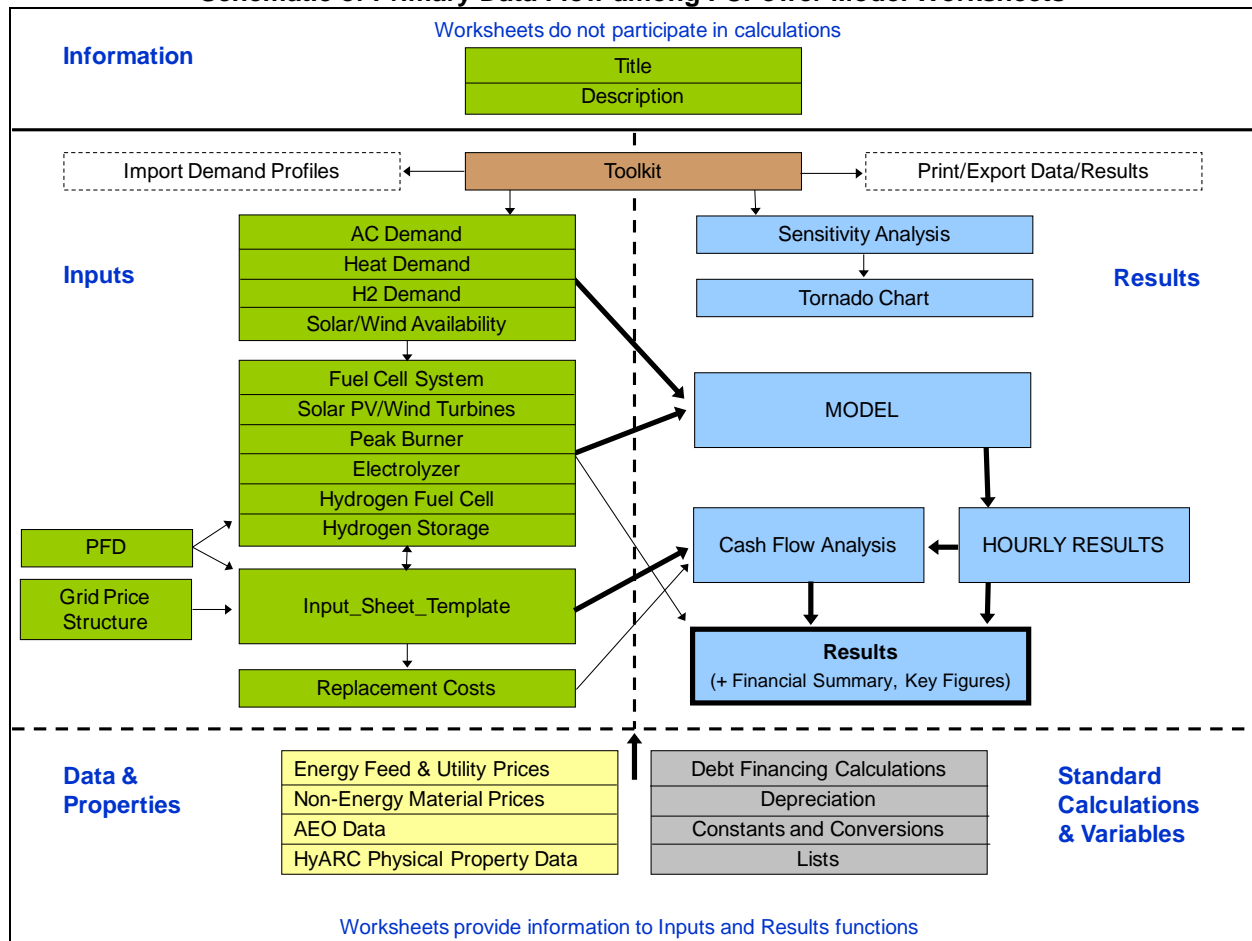 Worksheets do not participate in calculations
Information
Title
Description
Import Demand Profiles
Toolkit
Print/Export Data/Results
Inputs
AC Demand
Heat Demand
H2 Demand
Solar/Wind Availability
Sensitivity Analysis
Tornado Chart
Results
Fuel Cell System
Solar PV/Wind Turbines
Peak Burner
Electrolyzer
Hydrogen Fuel Cell
Hydrogen Storage
MODEL
PFD
Grid Price
Structure
Input_Sheet_Template
Replacement Costs
Cash Flow Analysis
HOURLY RESULTS
Results
(+ Financial Summary, Key Figures)
Data &
Properties
Energy Feed & Utility Prices
Non-Energy Material Prices
AEO Data
HyARC Physical Property Data
Debt Financing Calculations
Depreciation
Constants and Conversions
Lists
Standard
Calculations
& Variables
Worksheets provide information to Inputs and Results functions